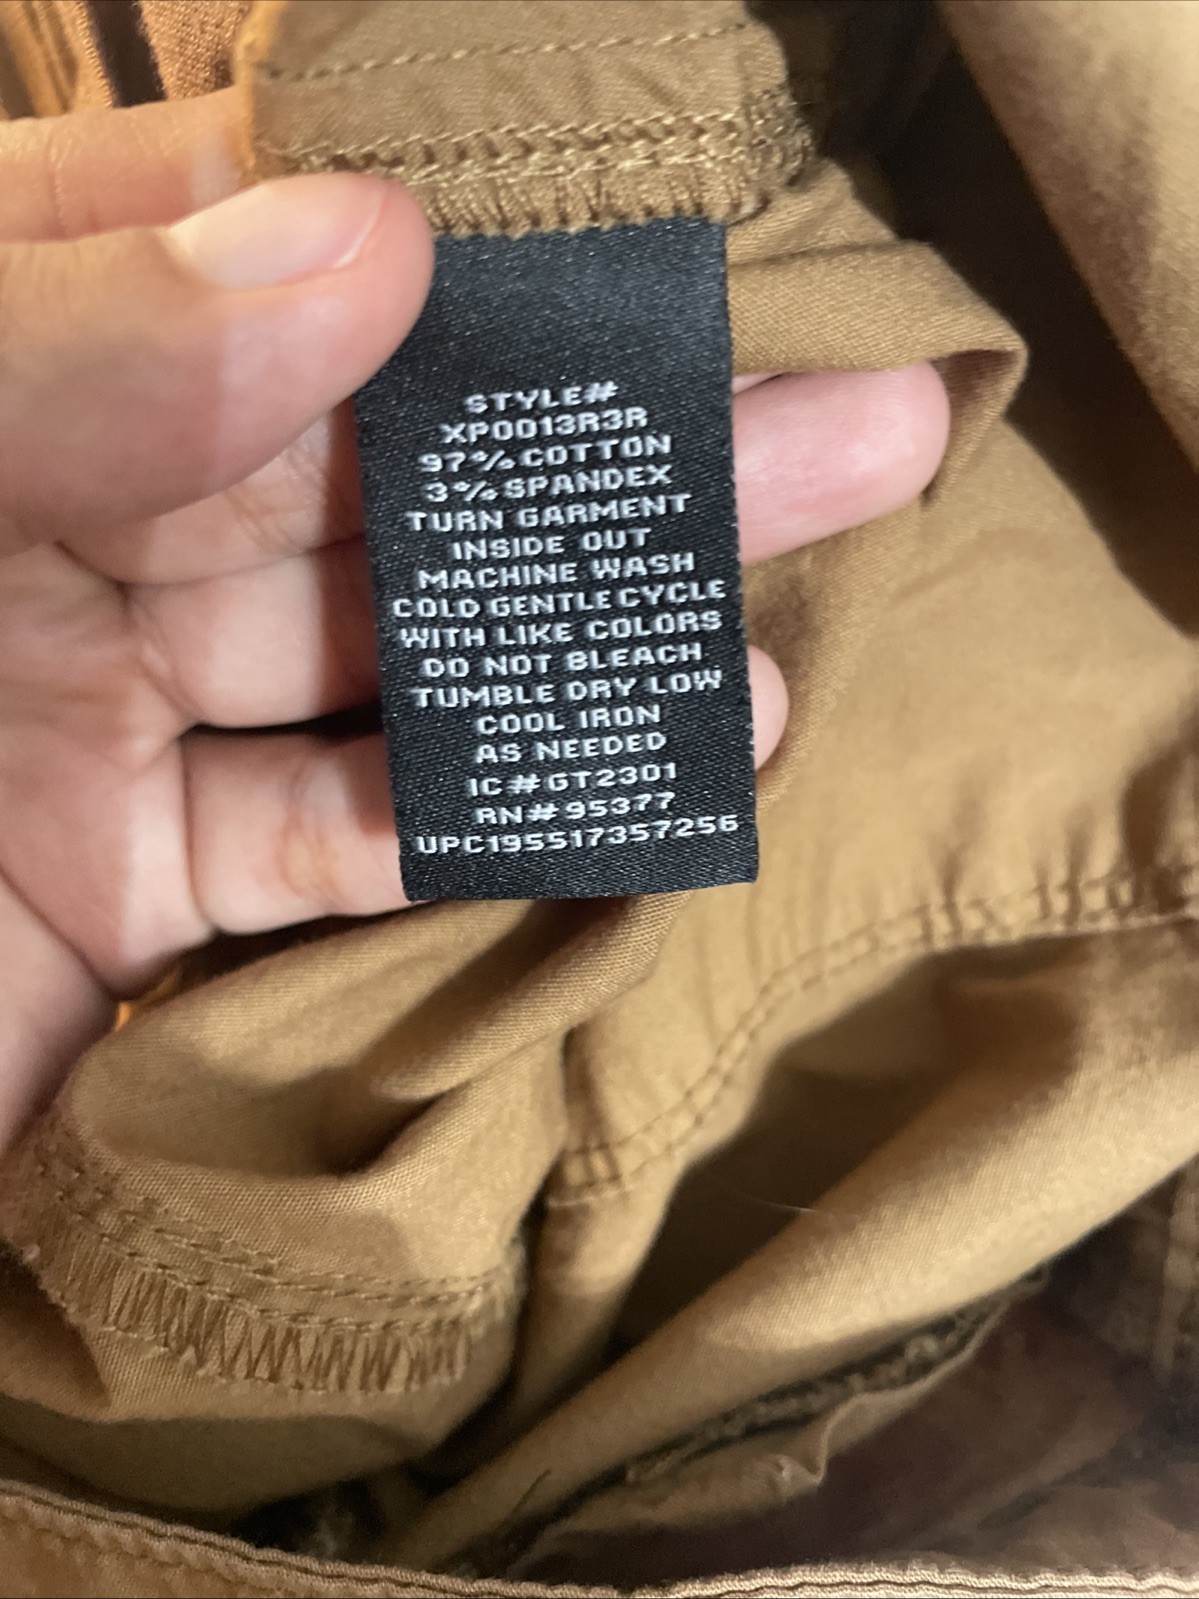 STYLE#
XP0013R3R
97%COTTON
3%SPANDEX
TURN GARMENT
INSIDE OUT
MACHINE WASH
COLD GENTLE CYCLE
WITH LIKE COLORS
DO NOT BLEACH
TUMBLE DRY LOW
COOL IRON
AS NEEDED
IC#GT2301
RN#95377
UPC195517357256